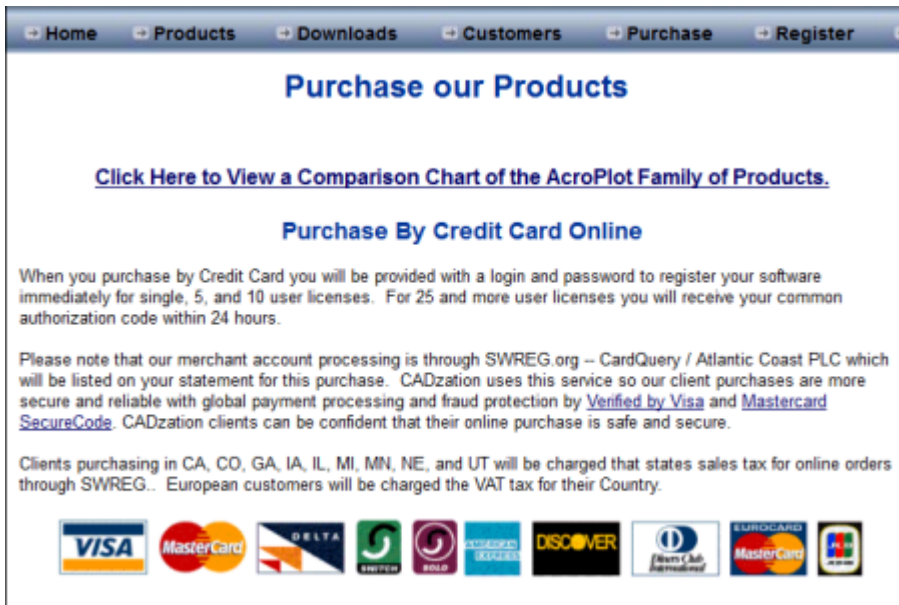 Home Products Downloads Customers Purchase Register
Purchase our Products
Click Here to View a Comparison Chart of the AcroPlot Family of Products.
Purchase By Credit Card Online
When you purchase by Credit Card you will be provided with a login and password to register your software
immediately for single, 5, and 10 user licenses.  For 25 and more user licenses you will receive your common
authorization code within 24 hours.
Please note that our merchant account processing is through SWREG.org -- CardQuery / Atlantic Coast PLC which
will be listed on your statement for this purchase.  CADzation uses this service so our client purchases are more
secure and reliable with global payment processing and fraud protection by Verified by Visa and Mastercard
SecureCode. CADzation clients can be confident that their online purchase is safe and secure.
Clients purchasing in CA, CO, GA, IA, IL, MI, MN, NE, and UT will be charged that states sales tax for online orders
through SWREG..  European customers will be charged the VAT tax for their Country.
VISA MasterCard DELTA SWITCH SOLO AMERICAN EXPRESS DISCOVER Diners Club International EUROCARD MasterCard JCB